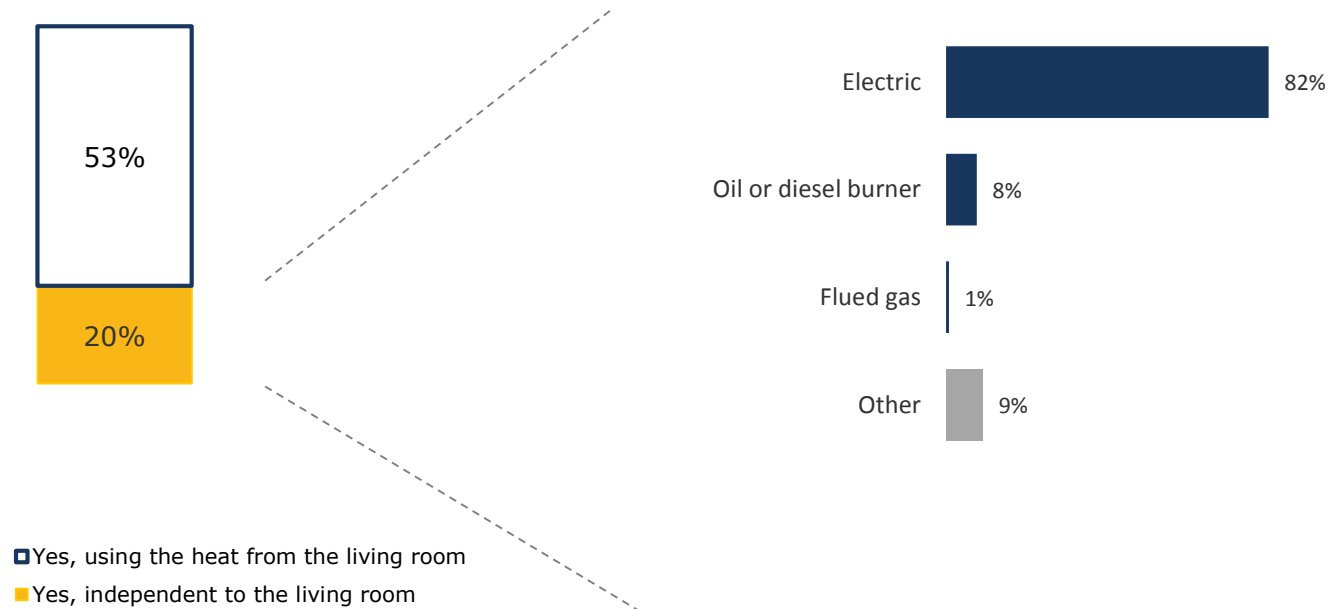 53%
20%
Yes, using the heat from the living room
Yes, independent to the living room
Electric
82%
Oil or diesel burner
8%
Flued gas
1%
Other
9%